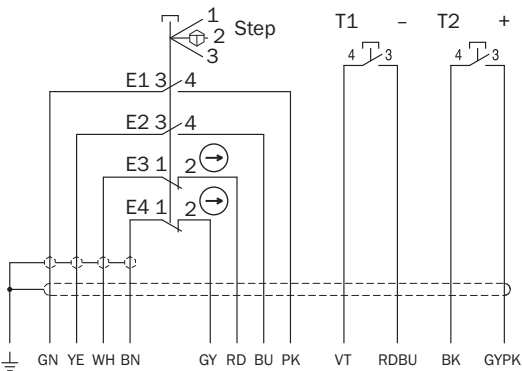 1
2 Step
3
T1 –
T2 +
4 3
4 3
E1 3 4
E2 3 4
E3 1 2
E4 1 2
GN YE WH BN GY RD BU PK VT RDBU BK GYPK